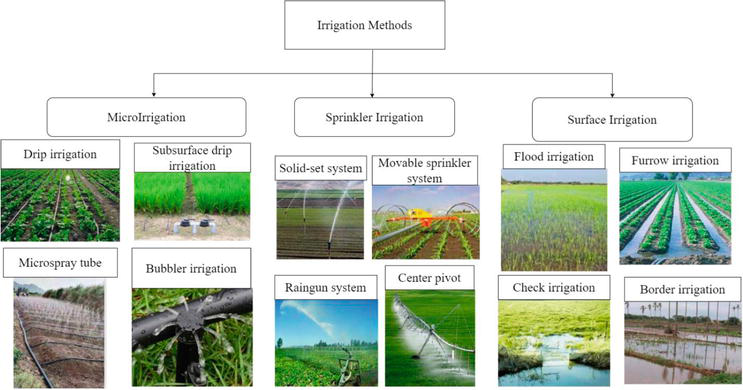 Irrigation Methods
MicroIrrigation
Sprinkler Irrigation
Surface Irrigation
Drip irrigation
Subsurface drip
irrigation
Microspray tube
Bubbler irrigation
Solid-set system
Movable sprinkler
system
Raingun system
Center pivot
Flood irrigation
Furrow irrigation
Check irrigation
Border irrigation